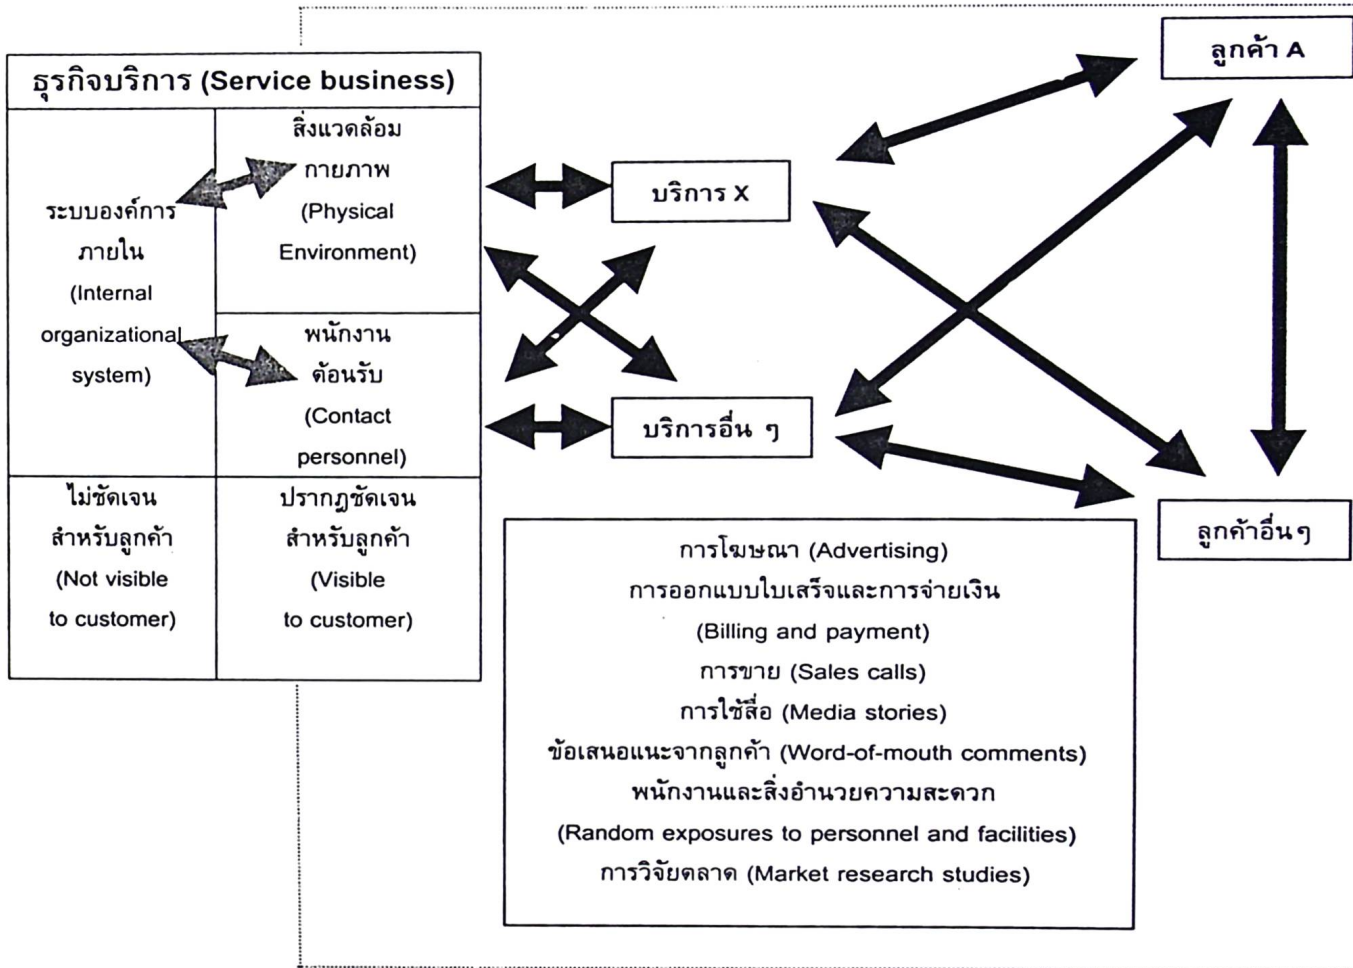 ธุรกิจบริการ (Service business)
ระบบองค์การ
ภายใน
(Internal
organizational
system)
สิ่งแวดล้อม
กายภาพ
(Physical
Environment)
พนักงาน
ต้อนรับ
(Contact
personnel)
ไม่ชัดเจน
สำหรับลูกค้า
(Not visible
to customer)
ปรากฏชัดเจน
สำหรับลูกค้า
(Visible
to customer)
บริการ X
บริการอื่น ๆ
ลูกค้า A
ลูกค้าอื่นๆ
การโฆษณา (Advertising)
การออกแบบใบเสร็จและการจ่ายเงิน
(Billing and payment)
การขาย (Sales calls)
การใช้สื่อ (Media stories)
ข้อเสนอแนะจากลูกค้า (Word-of-mouth comments)
พนักงานและสิ่งอำนวยความสะดวก
(Random exposures to personnel and facilities)
การวิจัยตลาด (Market research studies)